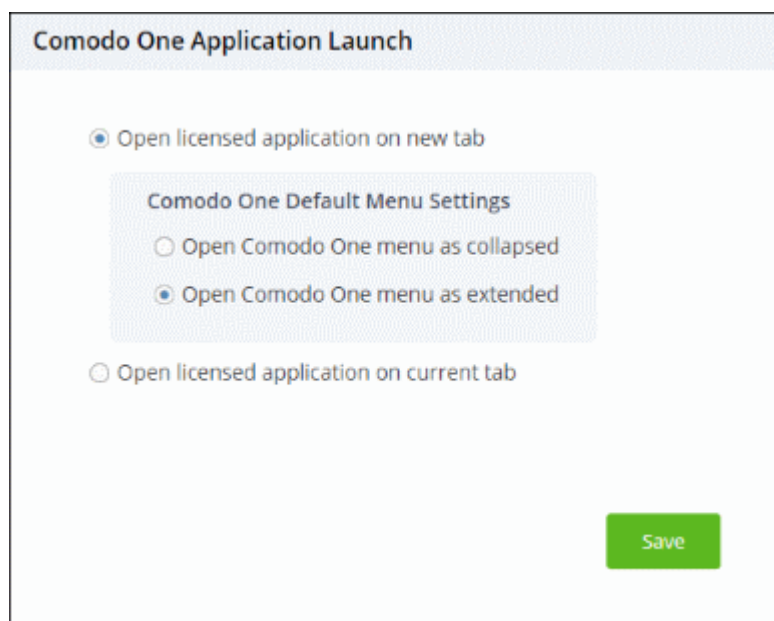 Comodo One Application Launch
Open licensed application on new tab
Comodo One Default Menu Settings
Open Comodo One menu as collapsed
Open Comodo One menu as extended
Open licensed application on current tab
Save